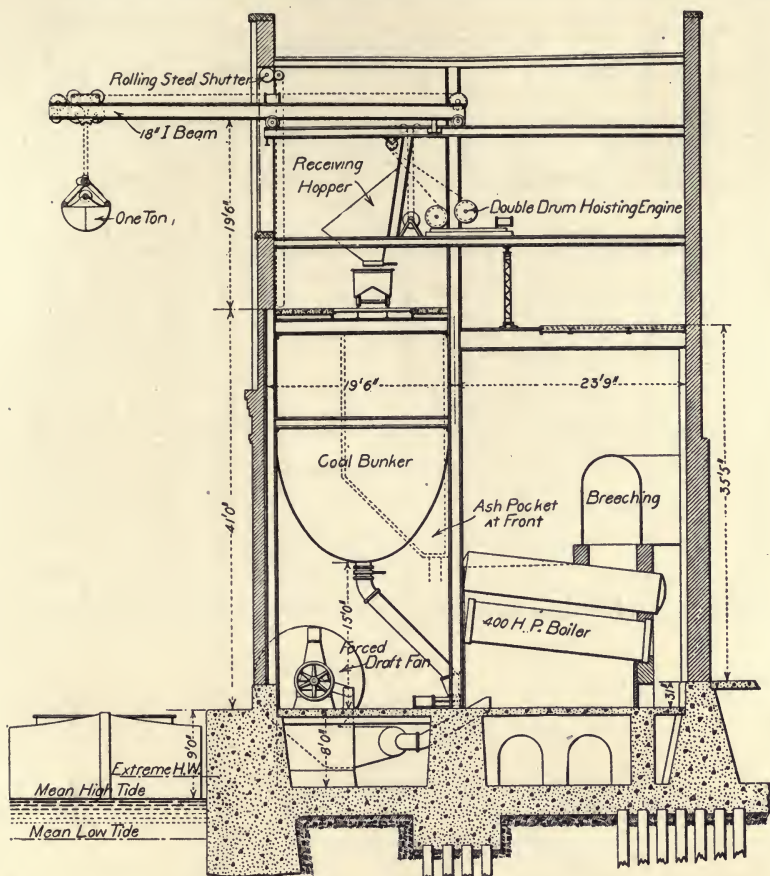 Rolling Steel Shutter
18" I Beam
Receiving
Hopper
Double Drum Hoisting Engine
One Ton
19'6"
19'6"
23'9"
Coal Bunker
Breeching
35'5"
Ash Pocket
at Front
41'0"
400 H.P. Boiler
15'0"
Forced
Draft Fan
9'0"
8'0"
Extreme H.W.
Mean High Tide
Mean Low Tide